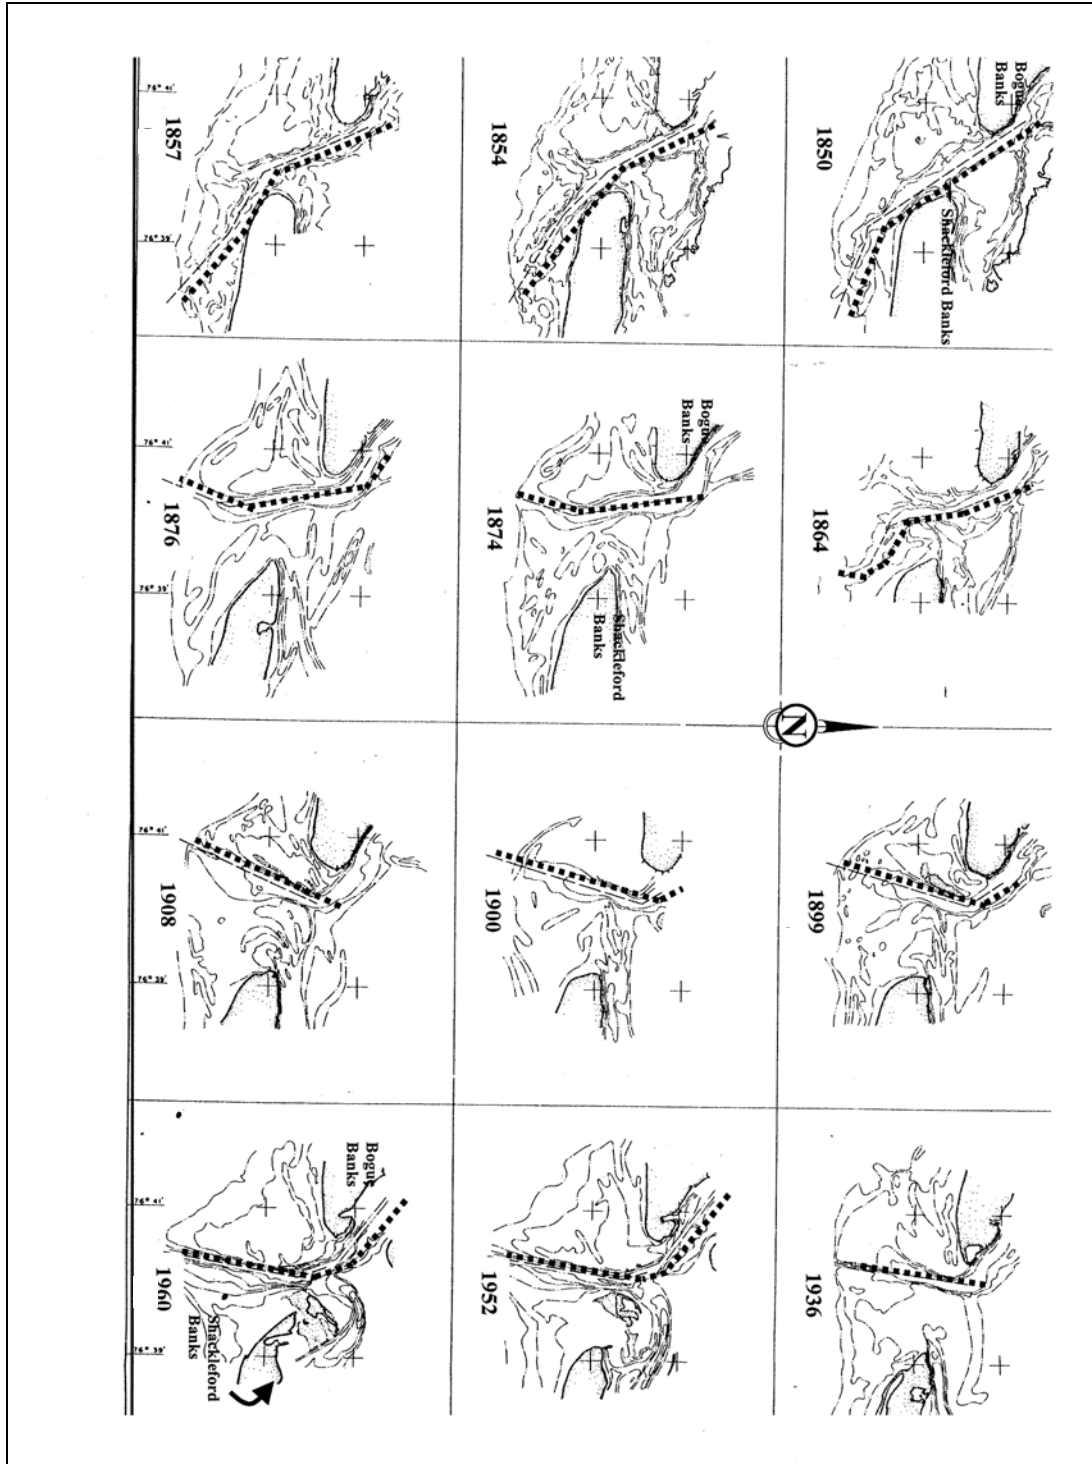 Bogue
Banks
Shackleford Banks
1850
1864
N
1899
1936
1854
Bogue
Banks
Shackleford
Banks
1874
1900
1952
1857
1876
1908
Bogue
Banks
Shackleford
Banks
1960
76° 41'
76° 39'
76° 41'
76° 39'
76° 41'
76° 39'
76° 41'
76° 39'